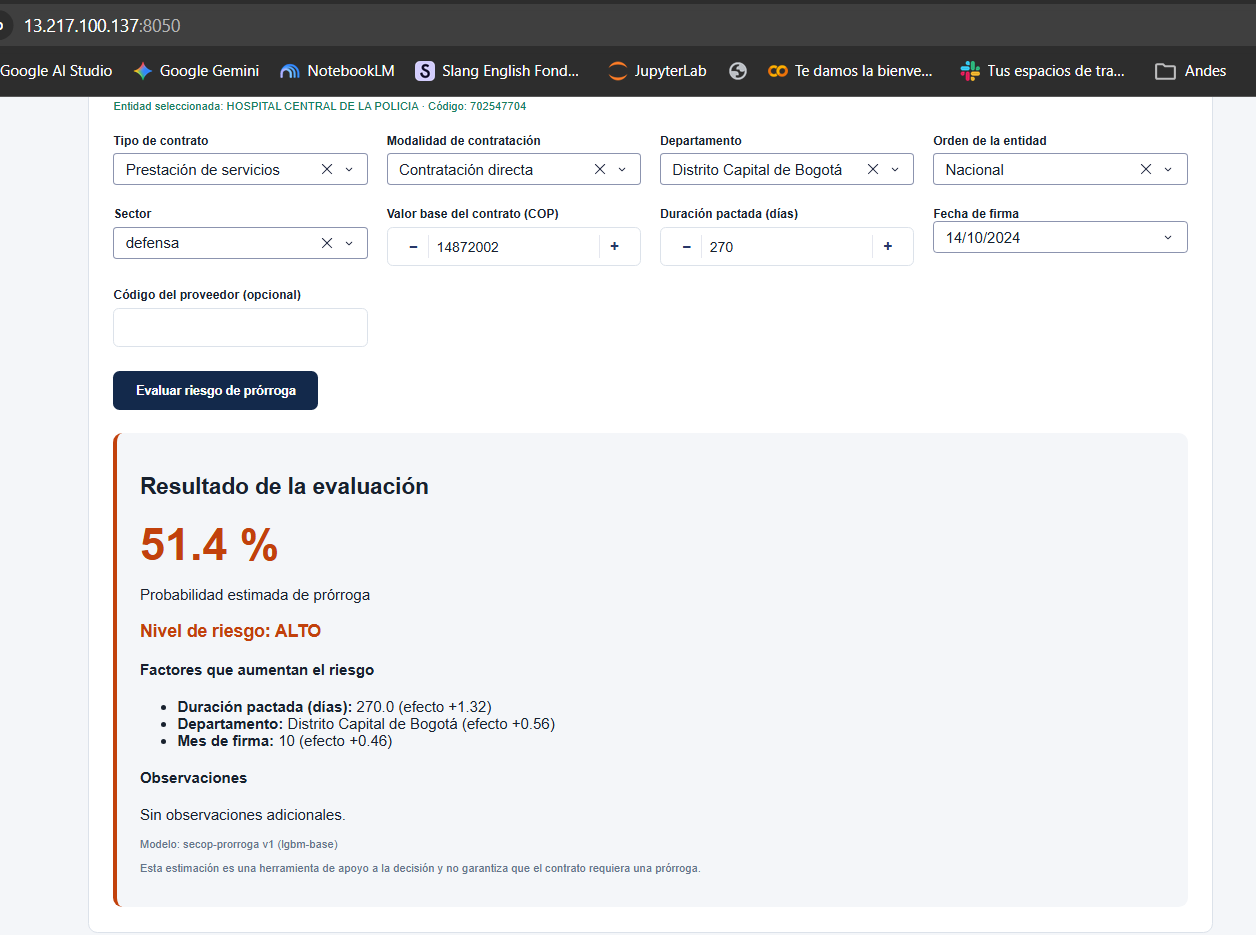 13.217.100.137:8050
Google AI Studio Google Gemini NotebookLM S Slang English Fond... JupyterLab CO Te damos la bienve... Tus espacios de tra... Andes
Entidad seleccionada: HOSPITAL CENTRAL DE LA POLICIA · Código: 702547704
Tipo de contrato Modalidad de contratación Departamento Orden de la entidad
Prestación de servicios Contratación directa Distrito Capital de Bogotá Nacional
Sector Valor base del contrato (COP) Duración pactada (días) Fecha de firma
defensa − 14872002 + − 270 + 14/10/2024
Código del proveedor (opcional)
Evaluar riesgo de prórroga
Resultado de la evaluación
51.4 %
Probabilidad estimada de prórroga
Nivel de riesgo: ALTO
Factores que aumentan el riesgo
• Duración pactada (días): 270.0 (efecto +1.32)
• Departamento: Distrito Capital de Bogotá (efecto +0.56)
• Mes de firma: 10 (efecto +0.46)
Observaciones
Sin observaciones adicionales.
Modelo: secop-prorroga v1 (lgbm-base)
Esta estimación es una herramienta de apoyo a la decisión y no garantiza que el contrato requiera una prórroga.